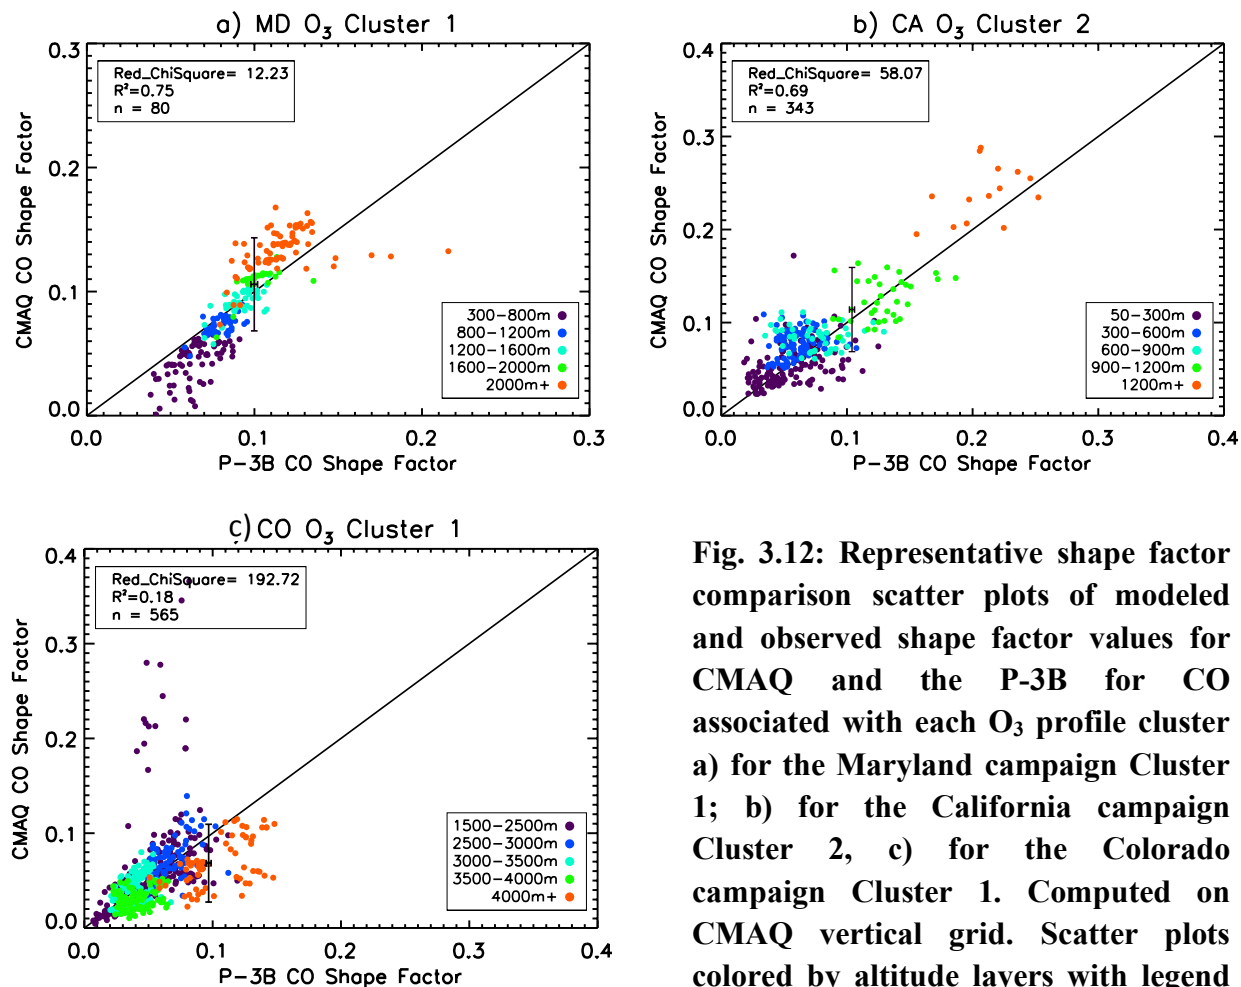 a) MD O₃ Cluster 1
0.3
0.2
0.1
0.0
CMAQ CO Shape Factor
Red_ChiSquare= 12.23
R²=0.75
n = 80
300-800m
800-1200m
1200-1600m
1600-2000m
2000m+
0.0 0.1 0.2 0.3
P-3B CO Shape Factor
b) CA O₃ Cluster 2
0.4
0.3
0.2
0.1
0.0
CMAQ CO Shape Factor
Red_ChiSquare= 58.07
R²=0.69
n = 343
50-300m
300-600m
600-900m
900-1200m
1200m+
0.0 0.1 0.2 0.3 0.4
P-3B CO Shape Factor
c) CO O₃ Cluster 1
0.4
0.3
0.2
0.1
0.0
CMAQ CO Shape Factor
Red_ChiSquare= 192.72
R²=0.18
n = 565
1500-2500m
2500-3000m
3000-3500m
3500-4000m
4000m+
0.0 0.1 0.2 0.3 0.4
P-3B CO Shape Factor
Fig. 3.12: Representative shape factor
comparison scatter plots of modeled
and observed shape factor values for
CMAQ and the P-3B for CO
associated with each O₃ profile cluster
a) for the Maryland campaign Cluster
1; b) for the California campaign
Cluster 2, c) for the Colorado
campaign Cluster 1. Computed on
CMAQ vertical grid. Scatter plots
colored by altitude layers with legend